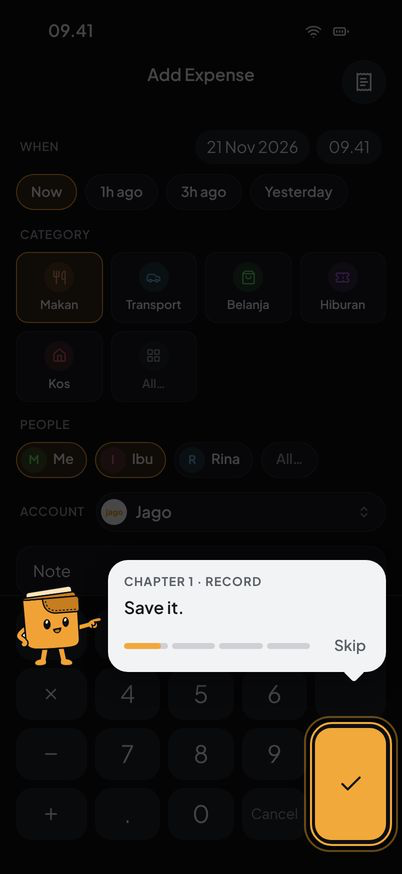 09.41
Add Expense
WHEN
21 Nov 2026
09.41
Now
1h ago
3h ago
Yesterday
CATEGORY
Makan
Transport
Belanja
Hiburan
Kos
All...
PEOPLE
M Me
I Ibu
R Rina
All...
ACCOUNT
jago Jago
Note
CHAPTER 1 · RECORD
Save it.
Skip
× 4 5 6
− 7 8 9
+ . 0 Cancel